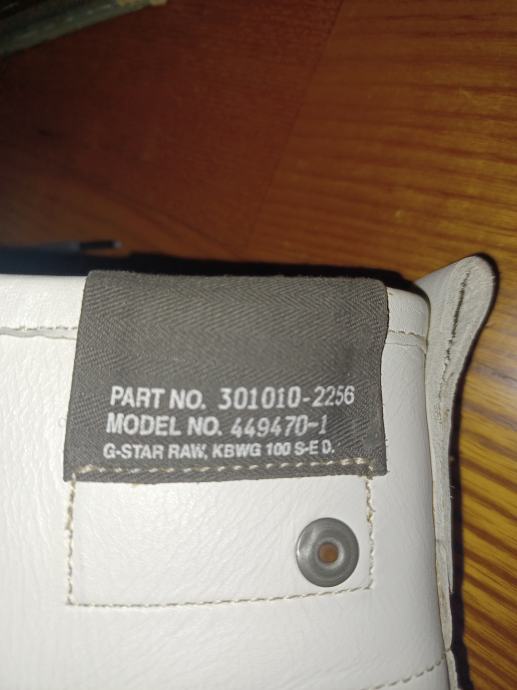 PART NO. 301010-2256
MODEL NO. 449470-1
G-STAR RAW, KBWG 100 S-E D.